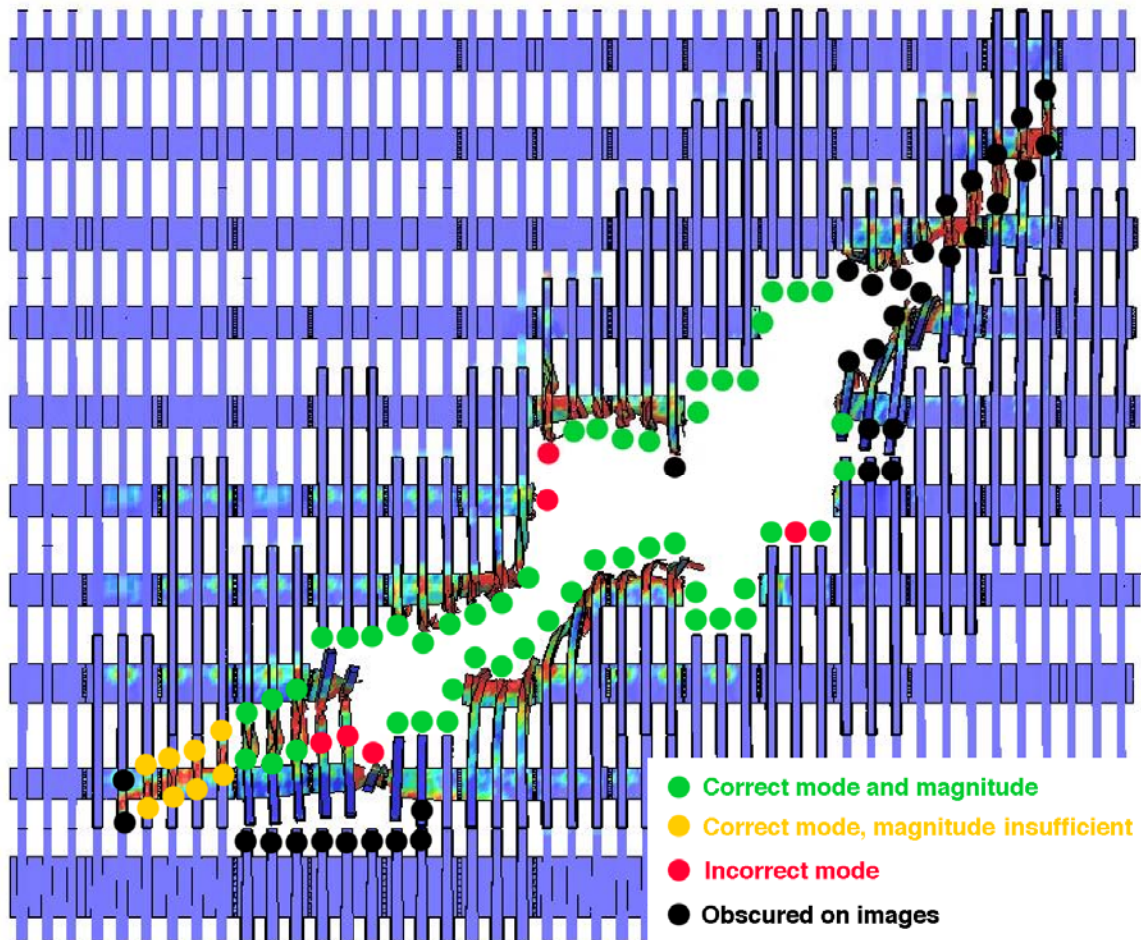 Correct mode and magnitude
Correct mode, magnitude insufficient
Incorrect mode
Obscured on images